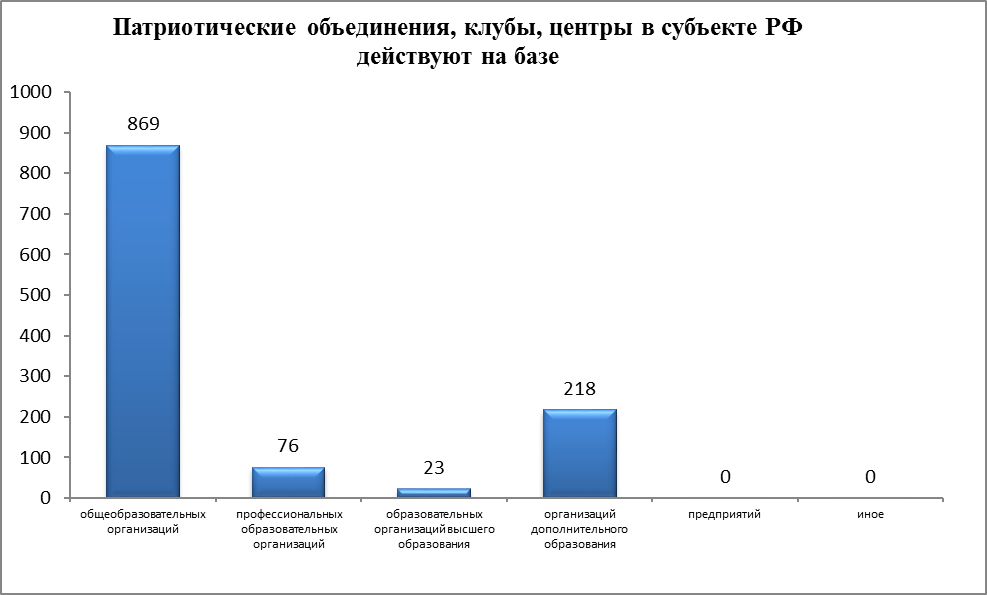 Патриотические объединения, клубы, центры в субъекте РФ
действуют на базе
1000
900
800
700
600
500
400
300
200
100
0
869
76
23
218
0
0
общеобразовательных
организаций
профессиональных
образовательных
организаций
образовательных
организаций высшего
образования
организаций
дополнительного
образования
предприятий
иное